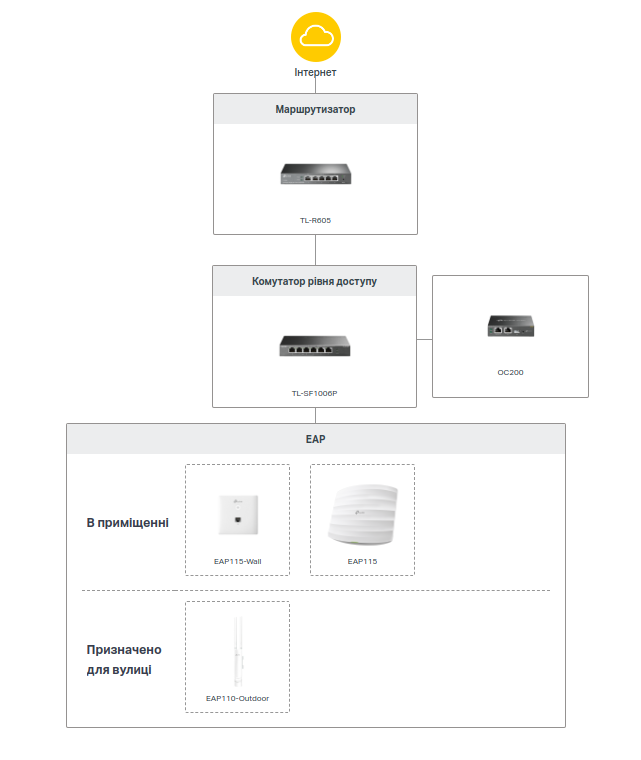 Інтернет
Маршрутизатор
TL-R605
Комутатор рівня доступу
TL-SF1006P
OC200
EAP
В приміщенні
EAP115-Wall
EAP115
Призначено
для вулиці
EAP110-Outdoor